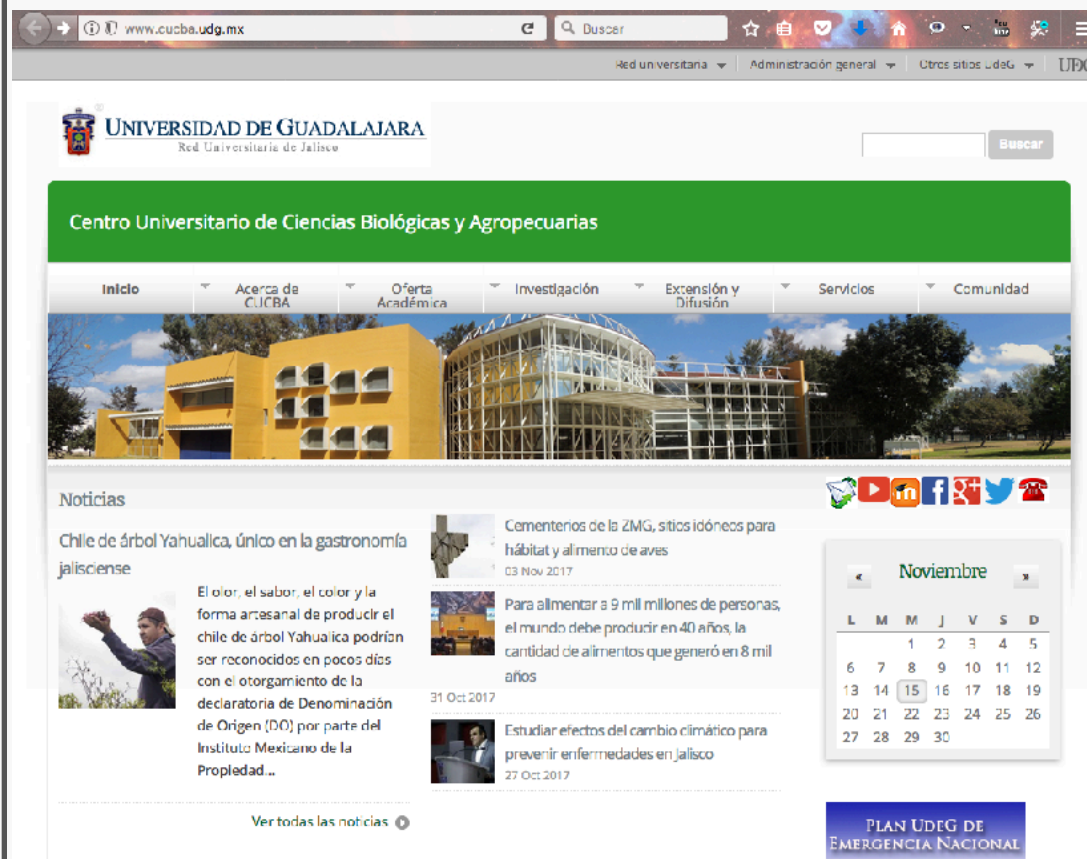 www.cucba.udg.mx
Buscar
Red universitaria
Administración general
Otros sitios UdeG
UNIVERSIDAD DE GUADALAJARA
Red Universitaria de Jalisco
Buscar
Centro Universitario de Ciencias Biológicas y Agropecuarias
Inicio
Acerca de
CUCBA
Oferta
Académica
Investigación
Extensión y
Difusión
Servicios
Comunidad
Noticias
Chile de árbol Yahualica, único en la gastronomía
jalisciense
El olor, el sabor, el color y la
forma artesanal de producir el
chile de árbol Yahualica podrían
ser reconocidos en pocos días
con el otorgamiento de la
declaratoria de Denominación
de Origen (DO) por parte del
Instituto Mexicano de la
Propiedad...
Ver todas las noticias
Cementerios de la ZMG, sitios idóneos para
hábitat y alimento de aves
03 Nov 2017
Para alimentar a 9 mil millones de personas,
el mundo debe producir en 40 años, la
cantidad de alimentos que generó en 8 mil
años
31 Oct 2017
Estudiar efectos del cambio climático para
prevenir enfermedades en Jalisco
27 Oct 2017
« Noviembre »
L M M J V S D
1 2 3 4 5
6 7 8 9 10 11 12
13 14 15 16 17 18 19
20 21 22 23 24 25 26
27 28 29 30
PLAN UDEG DE
EMERGENCIA NACIONAL